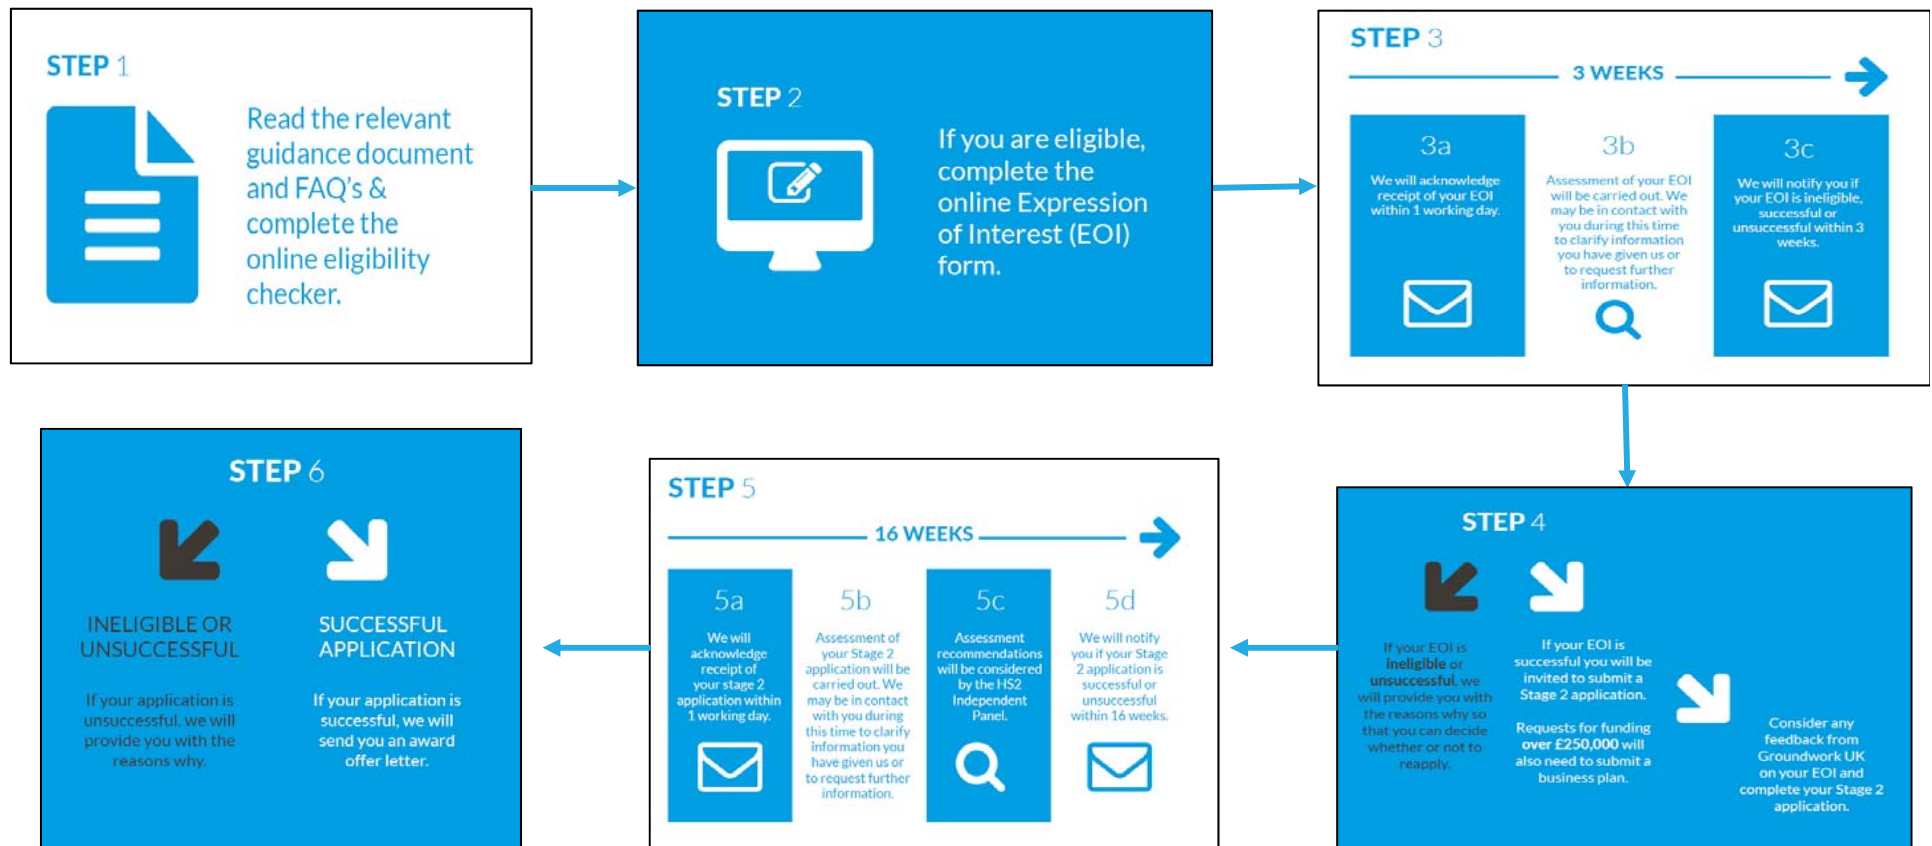 STEP 1
Read the relevant
guidance document
and FAQ's &
complete the
online eligibility
checker.
STEP 2
If you are eligible,
complete the
online Expression
of Interest (EOI)
form.
STEP 3
3 WEEKS
3a
We will acknowledge
receipt of your EOI
within 1 working day.
3b
Assessment of your EOI
will be carried out. We
may be in contact with
you during this time
to clarify information
you have given us or
to request further
information.
3c
We will notify you if
your EOI is ineligible,
successful or
unsuccessful within 3
weeks.
STEP 4
If your EOI is
ineligible or
unsuccessful, we
will provide you with
the reasons why so
that you can decide
whether or not to
reapply.
If your EOI is
successful you will be
invited to submit a
Stage 2 application.
Requests for funding
over £250,000 will
also need to submit a
business plan.
Consider any
feedback from
Groundwork UK
on your EOI and
complete your Stage 2
application.
STEP 5
16 WEEKS
5a
We will
acknowledge
receipt of
your stage 2
application within
1 working day.
5b
Assessment of
your Stage 2
application will be
carried out. We
may be in contact
with you during
this time to clarify
information you
have given us or
to request further
information.
5c
Assessment
recommendations
will be considered
by the HS2
Independent
Panel.
5d
We will notify
you if your Stage
2 application is
successful or
unsuccessful
within 16 weeks.
STEP 6
INELIGIBLE OR
UNSUCCESSFUL
If your application is
unsuccessful, we will
provide you with the
reasons why.
SUCCESSFUL
APPLICATION
If your application is
successful, we will
send you an award
offer letter.